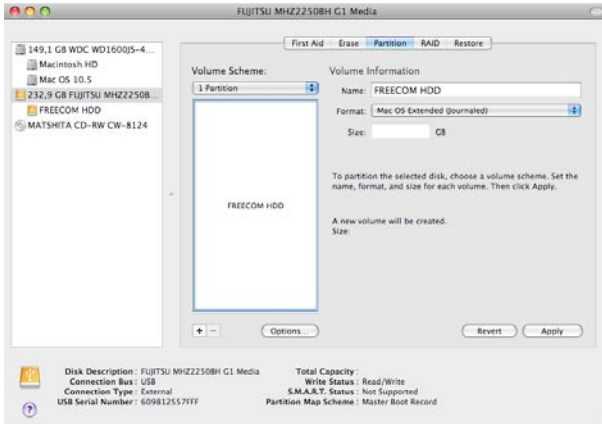 FUJITSU MHZ2250BH G1 Media
First Aid Erase Partition RAID Restore
149,1 GB WDC WD1600JS-4...
Macintosh HD
Mac OS 10.5
232,9 GB FUJITSU MHZ2250B...
FREECOM HDD
MATSHITA CD-RW CW-8124
Volume Scheme:
1 Partition
FREECOM HDD
+ -
Options...
Volume Information
Name: FREECOM HDD
Format: Mac OS Extended (Journaled)
Size: GB
To partition the selected disk, choose a volume scheme. Set the
name, format, and size for each volume. Then click Apply.
A new volume will be created.
Size:
Revert Apply
Disk Description : FUJITSU MHZ2250BH G1 Media
Connection Bus : USB
Connection Type : External
USB Serial Number : 609812557FFF
Total Capacity :
Write Status : Read/Write
S.M.A.R.T. Status : Not Supported
Partition Map Scheme : Master Boot Record
?